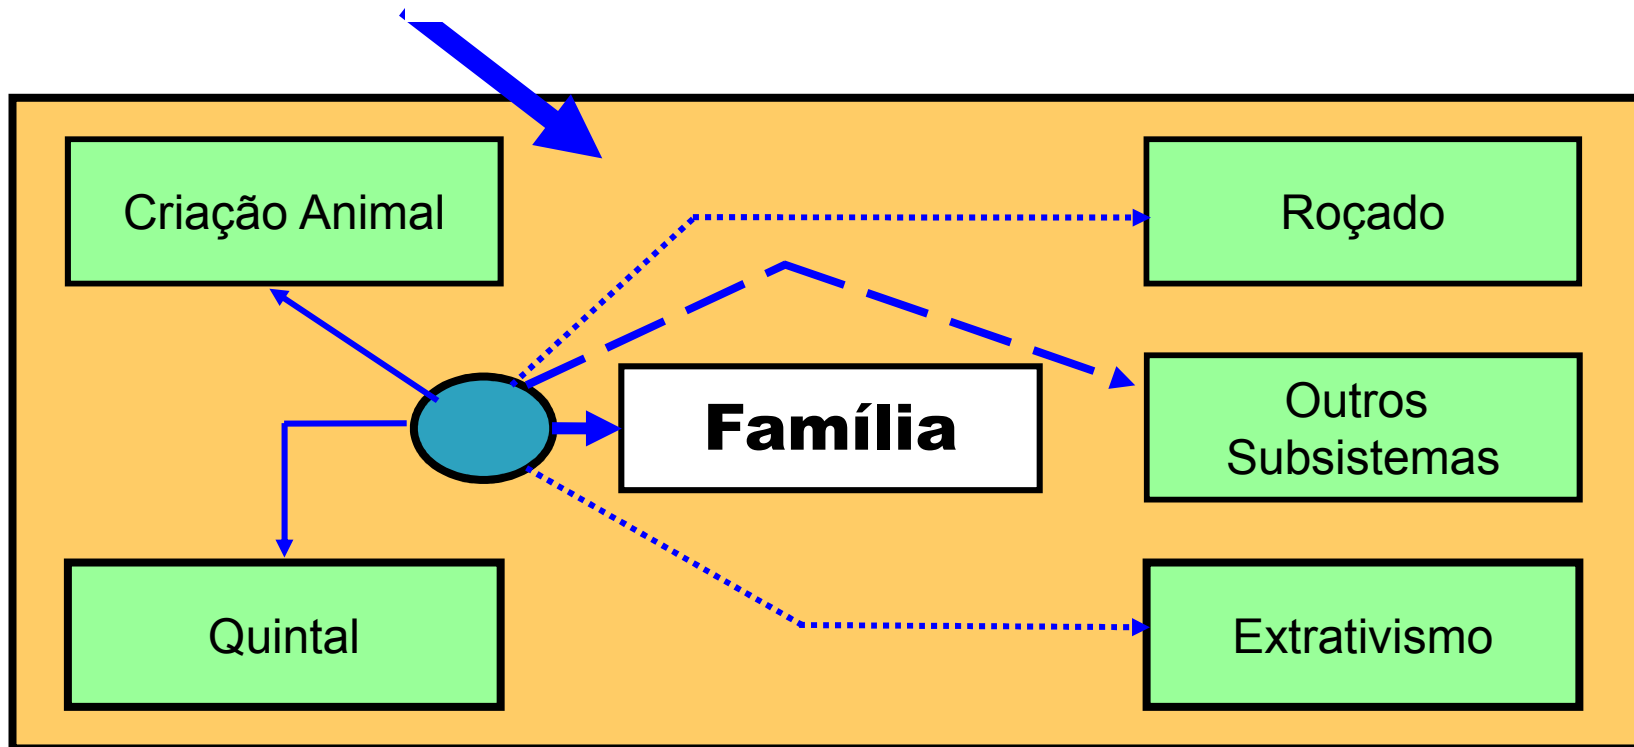 Criação Animal
Roçado
Família
Outros
Subsistemas
Quintal
Extrativismo